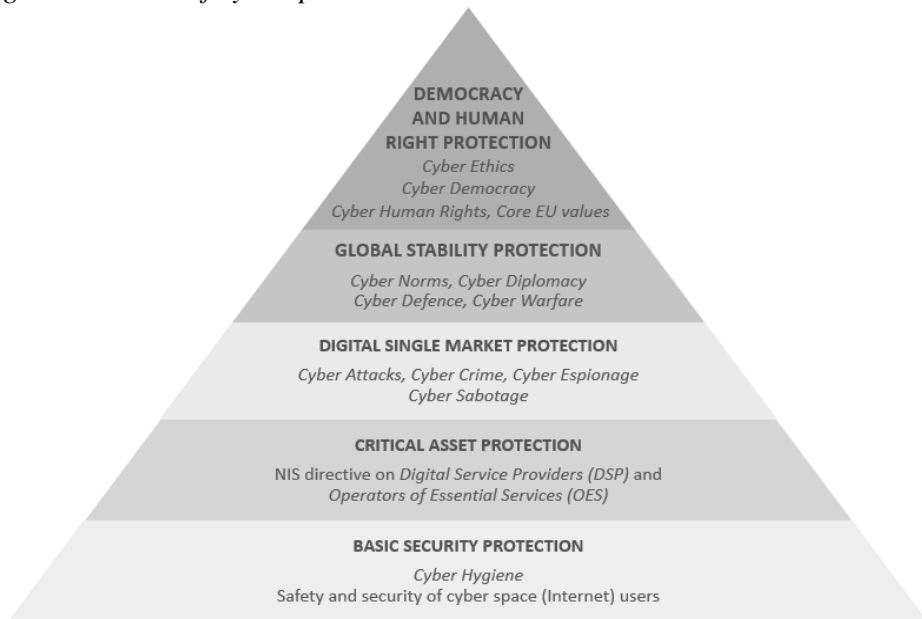 DEMOCRACY
AND HUMAN
RIGHT PROTECTION
Cyber Ethics
Cyber Democracy
Cyber Human Rights, Core EU values
GLOBAL STABILITY PROTECTION
Cyber Norms, Cyber Diplomacy
Cyber Defence, Cyber Warfare
DIGITAL SINGLE MARKET PROTECTION
Cyber Attacks, Cyber Crime, Cyber Espionage
Cyber Sabotage
CRITICAL ASSET PROTECTION
NIS directive on Digital Service Providers (DSP) and
Operators of Essential Services (OES)
BASIC SECURITY PROTECTION
Cyber Hygiene
Safety and security of cyber space (Internet) users